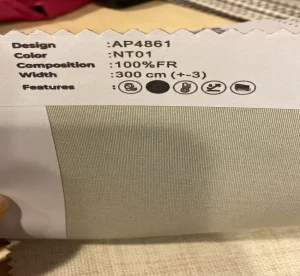 Design :AP4861
Color :NT01
Composition :100%FR
Width :300 cm (+-3)
Features :